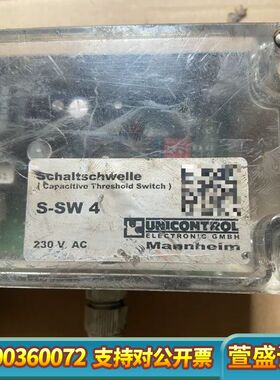 Schaltschwelle
( Capacitive Threshold Switch )
S-SW 4
UNICONTROL
ELECTRONIC GMBH
230 V AC
Mannheim
00360072 支持对公开票 萱盛